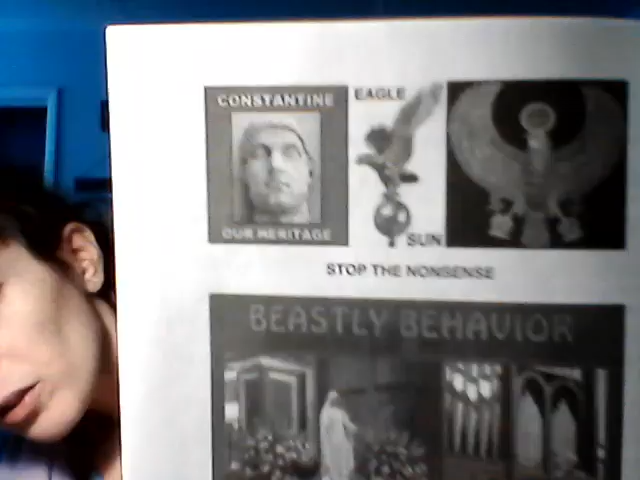 CONSTANTINE
EAGLE
OUR HERITAGE
SUN
STOP THE NONSENSE
BEASTLY BEHAVIOR